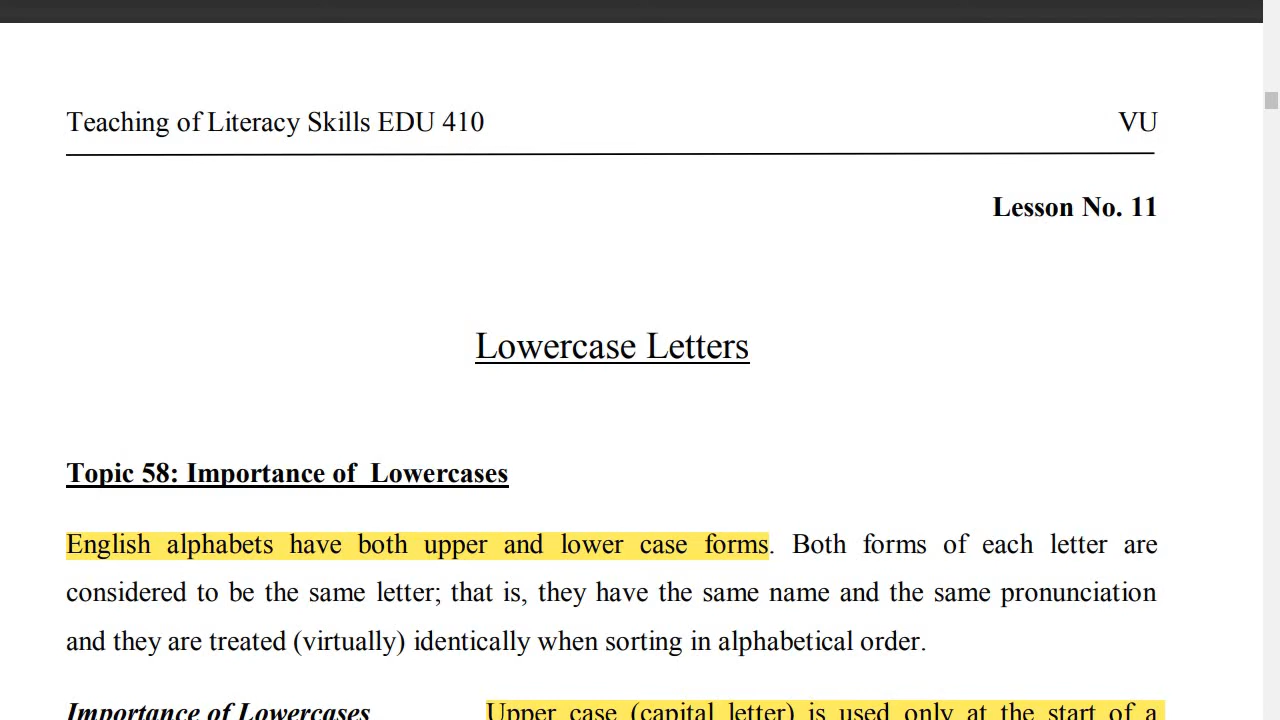 Teaching of Literacy Skills EDU 410 VU
Lesson No. 11
Lowercase Letters
Topic 58: Importance of Lowercases
English alphabets have both upper and lower case forms. Both forms of each letter are
considered to be the same letter; that is, they have the same name and the same pronunciation
and they are treated (virtually) identically when sorting in alphabetical order.
Importance of Lowercases Upper case (capital letter) is used only at the start of a